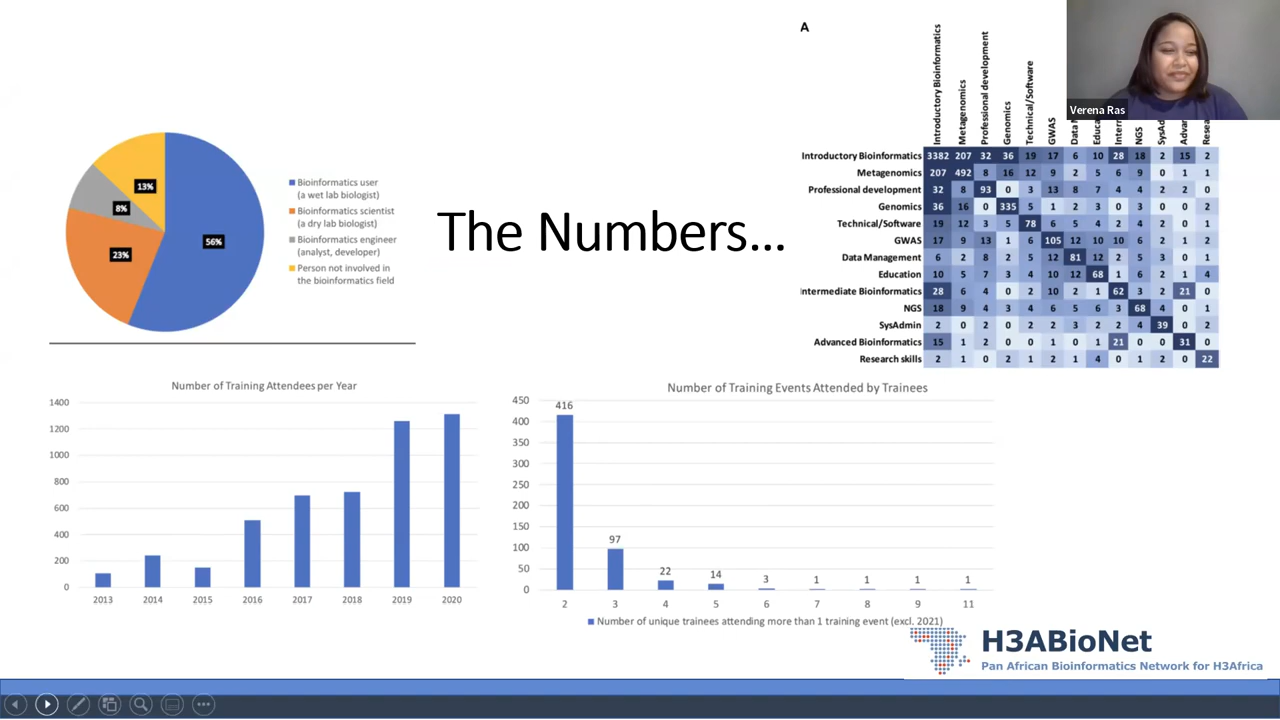 A
Introductory Bioinformatics
Metagenomics
Professional development
Genomics
Technical/Software
GWAS
NGS
Verena Ras
Introductory Bioinformatics 3382 207 32 36 19 17 6 10 28 18 2 15 2
Metagenomics 207 492 8 16 12 9 2 5 6 9 0 1 1
Professional development 32 8 93 0 3 13 8 7 4 4 2 2 0
Genomics 36 16 0 335 5 1 2 3 0 3 0 0 2
Technical/Software 19 12 3 5 78 6 5 4 2 4 2 0 1
GWAS 17 9 13 1 6 105 12 10 10 6 2 1 2
Data Management 6 2 8 2 5 12 81 12 2 5 3 0 1
Education 10 5 7 3 4 10 12 68 1 6 2 1 4
Intermediate Bioinformatics 28 6 4 0 2 10 2 1 62 3 2 21 0
NGS 18 9 4 3 4 6 5 6 3 68 4 0 1
SysAdmin 2 0 2 0 2 2 3 2 2 4 39 0 2
Advanced Bioinformatics 15 1 2 0 0 1 0 1 21 0 0 31 0
Research skills 2 1 0 2 1 2 1 4 0 1 2 0 22
13%
8%
23%
56%
Bioinformatics user
(a wet lab biologist)
Bioinformatics scientist
(a dry lab biologist)
Bioinformatics engineer
(analyst, developer)
Person not involved in
the bioinformatics field
The Numbers...
Number of Training Attendees per Year
1400
1200
1000
800
600
400
200
0
2013 2014 2015 2016 2017 2018 2019 2020
Number of Training Events Attended by Trainees
450
400
350
300
250
200
150
100
50
0
416 97 22 14 3 1 1 1 1
2 3 4 5 6 7 8 9 11
Number of unique trainees attending more than 1 training event (excl. 2021)
H3ABioNet
Pan African Bioinformatics Network for H3Africa